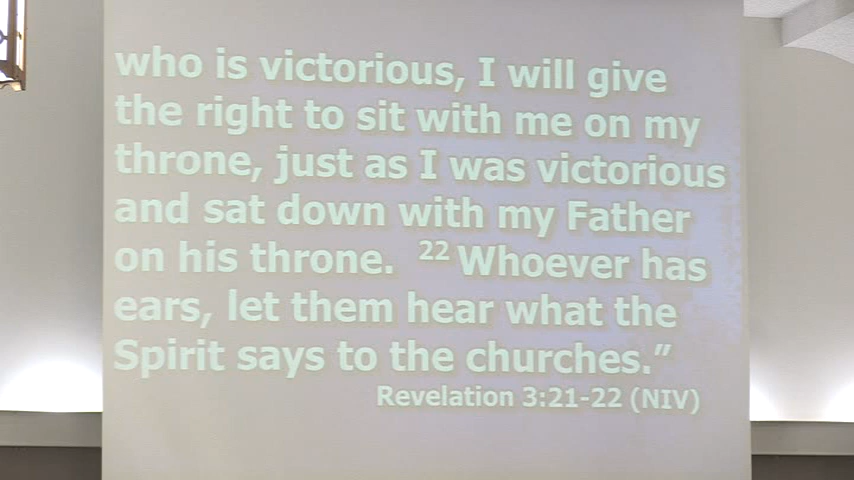 who is victorious, I will give
the right to sit with me on my
throne, just as I was victorious
and sat down with my Father
on his throne. 22 Whoever has
ears, let them hear what the
Spirit says to the churches.”
Revelation 3:21-22 (NIV)